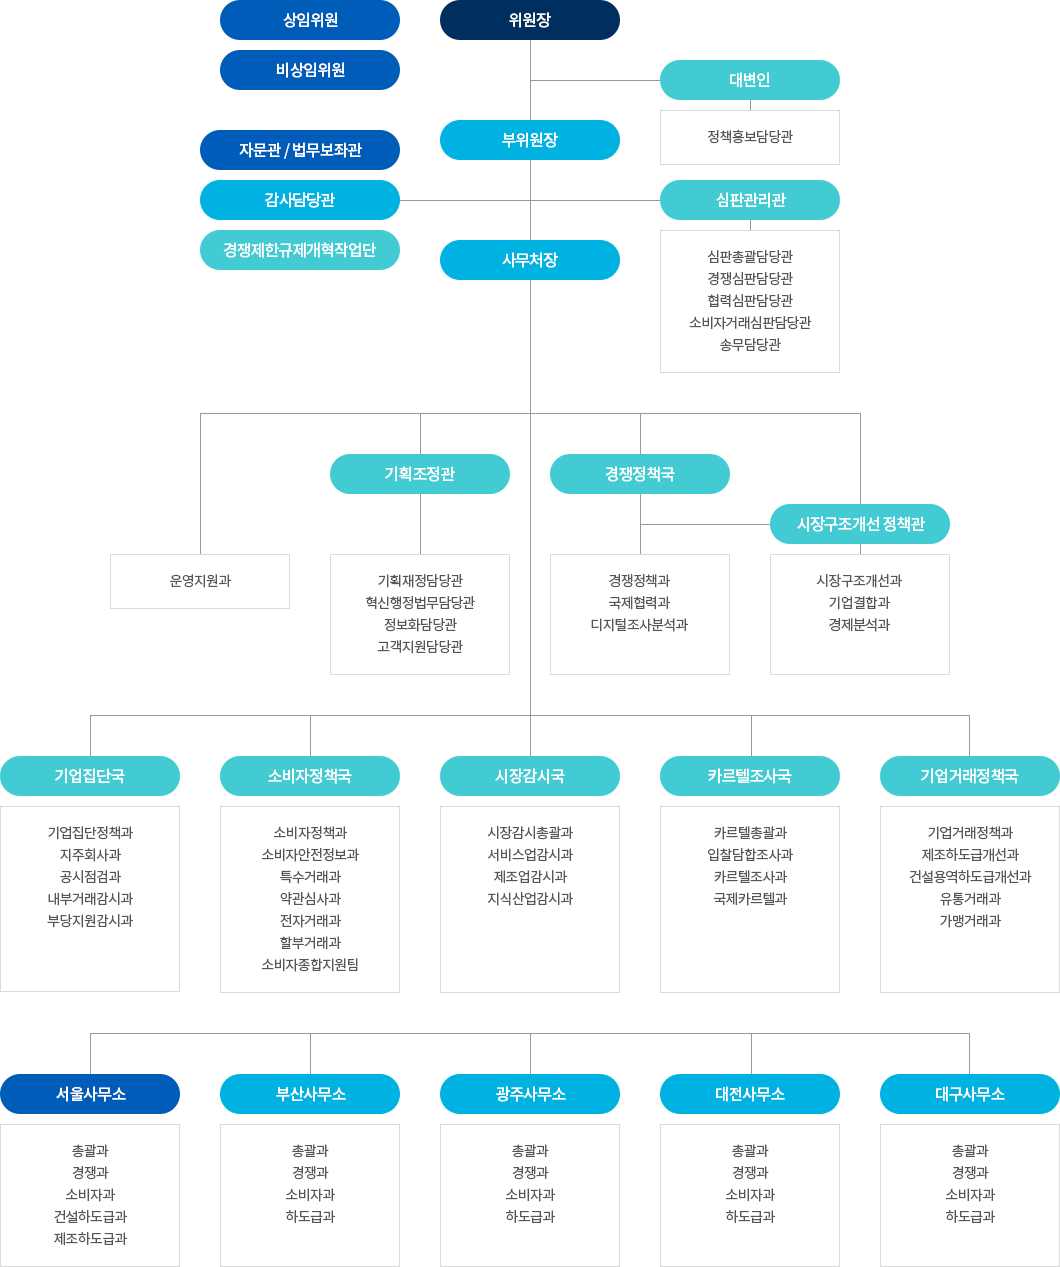 상임위원
위원장
비상임위원
대변인
정책홍보담당관
부위원장
자문관 / 법무보좌관
감사담당관
심판관리관
경쟁제한규제개혁작업단
사무처장
심판총괄담당관
경쟁심판담당관
협력심판담당관
소비자거래심판담당관
송무담당관
기획조정관
경쟁정책국
시장구조개선 정책관
운영지원과
기획재정담당관
혁신행정법무담당관
정보화담당관
고객지원담당관
경쟁정책과
국제협력과
디지털조사분석과
시장구조개선과
기업결합과
경제분석과
기업집단국
소비자정책국
시장감시국
카르텔조사국
기업거래정책국
기업집단정책과
지주회사과
공시점검과
내부거래감시과
부당지원감시과
소비자정책과
소비자안전정보과
특수거래과
약관심사과
전자거래과
할부거래과
소비자종합지원팀
시장감시총괄과
서비스업감시과
제조업감시과
지식산업감시과
카르텔총괄과
입찰담합조사과
카르텔조사과
국제카르텔과
기업거래정책과
제조하도급개선과
건설용역하도급개선과
유통거래과
가맹거래과
서울사무소
부산사무소
광주사무소
대전사무소
대구사무소
총괄과
경쟁과
소비자과
건설하도급과
제조하도급과
총괄과
경쟁과
소비자과
하도급과
총괄과
경쟁과
소비자과
하도급과
총괄과
경쟁과
소비자과
하도급과
총괄과
경쟁과
소비자과
하도급과